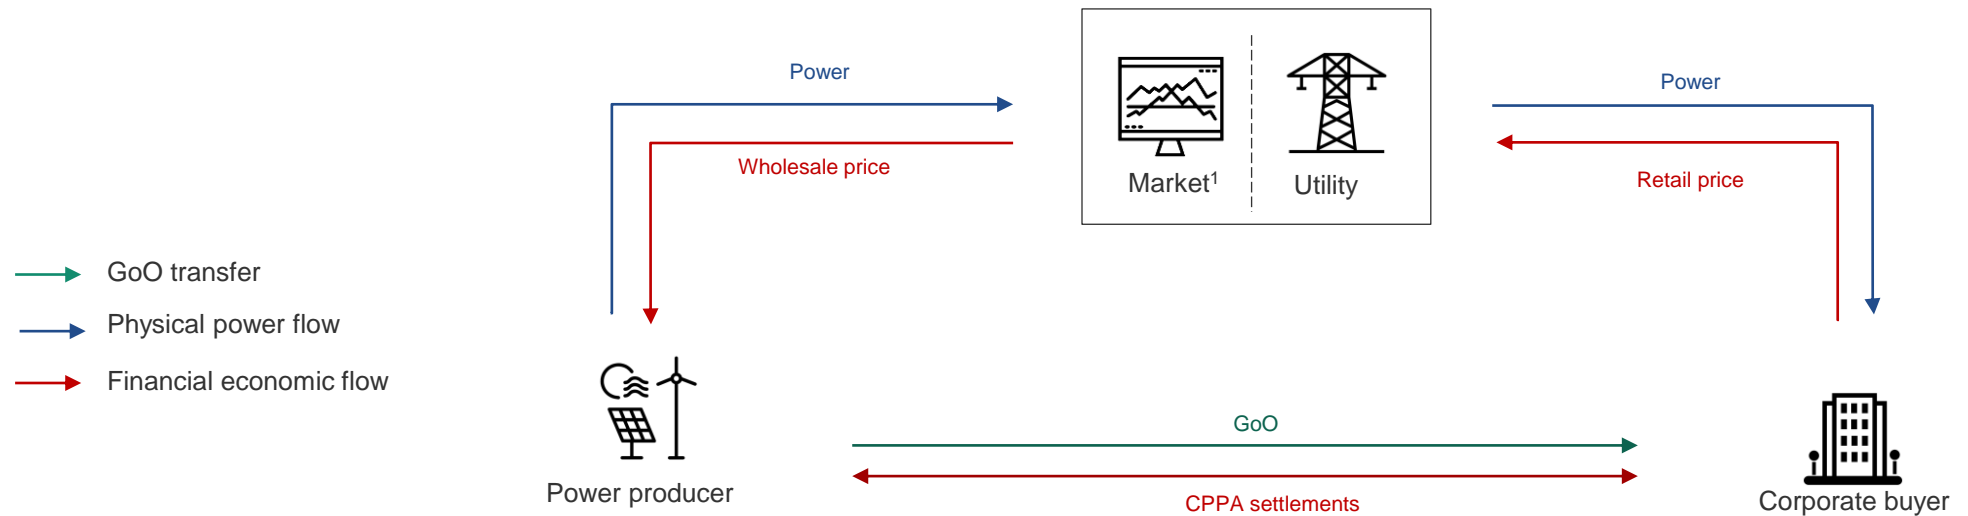 Power
Power
Wholesale price
Retail price
Market¹
Utility
GoO transfer
Physical power flow
Financial economic flow
GoO
CPPA settlements
Power producer
Corporate buyer